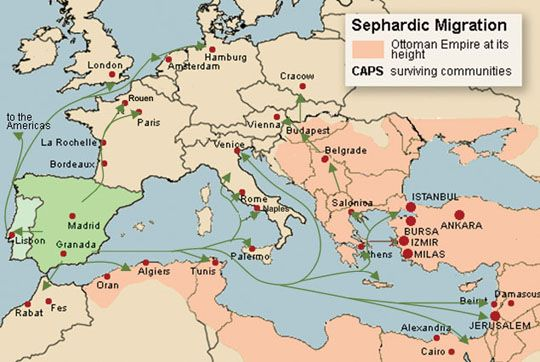 Sephardic Migration
Ottoman Empire at its
height
CAPS surviving communities
London
Hamburg
Amsterdam
Cracow
Rouen
Paris
to the
Americas
Vienna
Budapest
La Rochelle
Venice
Bordeaux
Belgrade
Rome
Naples
Salonica
ISTANBUL
ANKARA
BURSA
IZMIR
MILAS
Athens
Madrid
Lisbon
Granada
Palermo
Algiers
Tunis
Oran
Rabat
Fes
Beirut
Damascus
JERUSALEM
Alexandria
Cairo